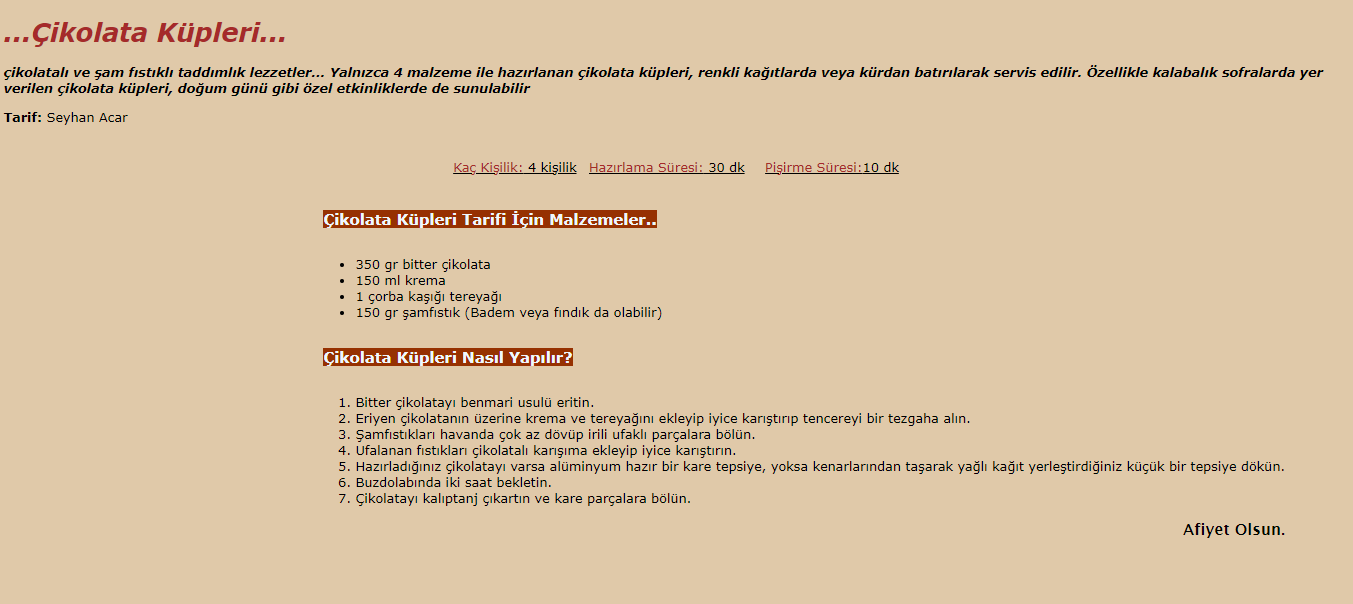 ...Çikolata Küpleri...
çikolatalı ve şam fıstıklı taddımlık lezzetler... Yalnızca 4 malzeme ile hazırlanan çikolata küpleri, renkli kağıtlarda veya kürdan batırılarak servis edilir. Özellikle kalabalık sofralarda yer
verilen çikolata küpleri, doğum günü gibi özel etkinliklerde de sunulabilir
Tarif: Seyhan Acar
Kaç Kişilik: 4 kişilik Hazırlama Süresi: 30 dk Pişirme Süresi:10 dk
Çikolata Küpleri Tarifi İçin Malzemeler..
• 350 gr bitter çikolata
• 150 ml krema
• 1 çorba kaşığı tereyağı
• 150 gr şamfıstık (Badem veya fındık da olabilir)
Çikolata Küpleri Nasıl Yapılır?
1. Bitter çikolatayı benmari usulü eritin.
2. Eriyen çikolatanın üzerine krema ve tereyağını ekleyip iyice karıştırıp tencereyi bir tezgaha alın.
3. Şamfıstıkları havanda çok az dövüp irili ufaklı parçalara bölün.
4. Ufalanan fıstıkları çikolatalı karışıma ekleyip iyice karıştırın.
5. Hazırladığınız çikolatayı varsa alüminyum hazır bir kare tepsiye, yoksa kenarlarından taşarak yağlı kağıt yerleştirdiğiniz küçük bir tepsiye dökün.
6. Buzdolabında iki saat bekletin.
7. Çikolatayı kalıptanj çıkartın ve kare parçalara bölün.
Afiyet Olsun.